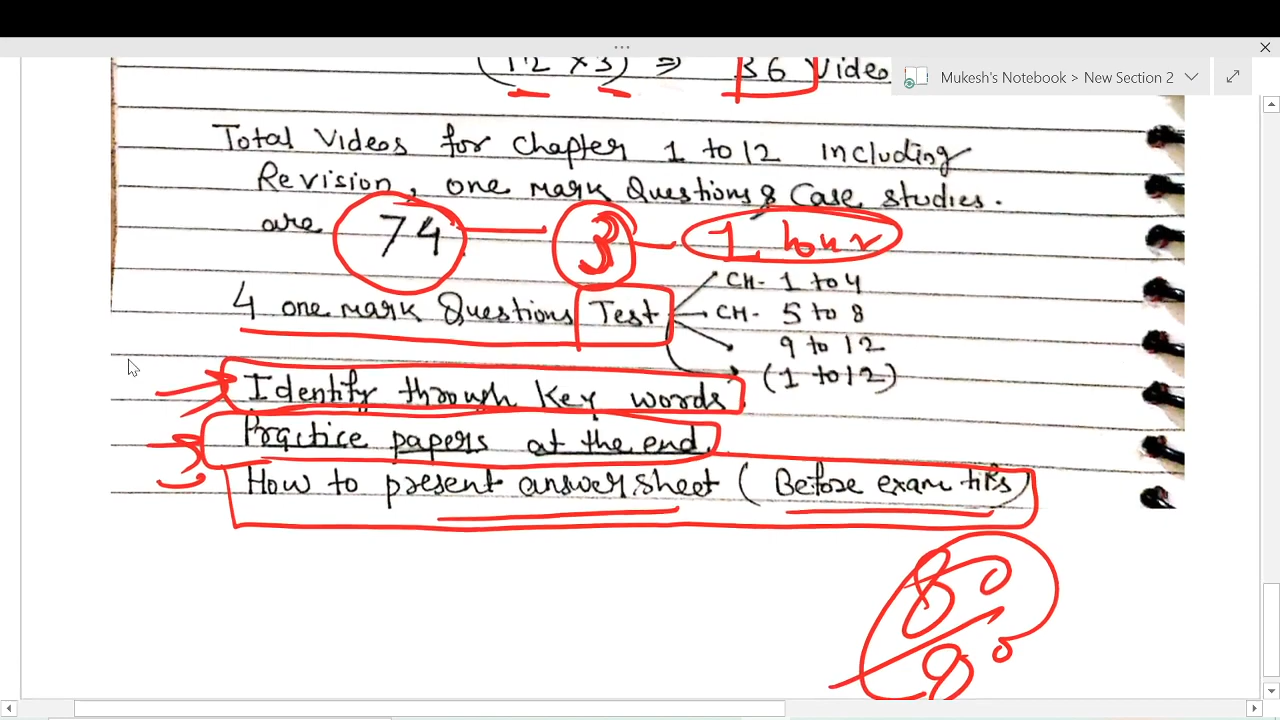 (12 x 3) ⇒ 36 Video
Mukesh's Notebook > New Section 2
Total Videos for Chapter 1 to 12 Including
Revision, one mark Questions & Case studies.
are 74 — 3 — 1 hour
CH- 1 to 4
4 one mark Questions Test CH- 5 to 8
9 to 12
(1 to 12)
Identify through Key words
Practice papers at the end
How to present answer sheet ( Before exam tips)
80
80